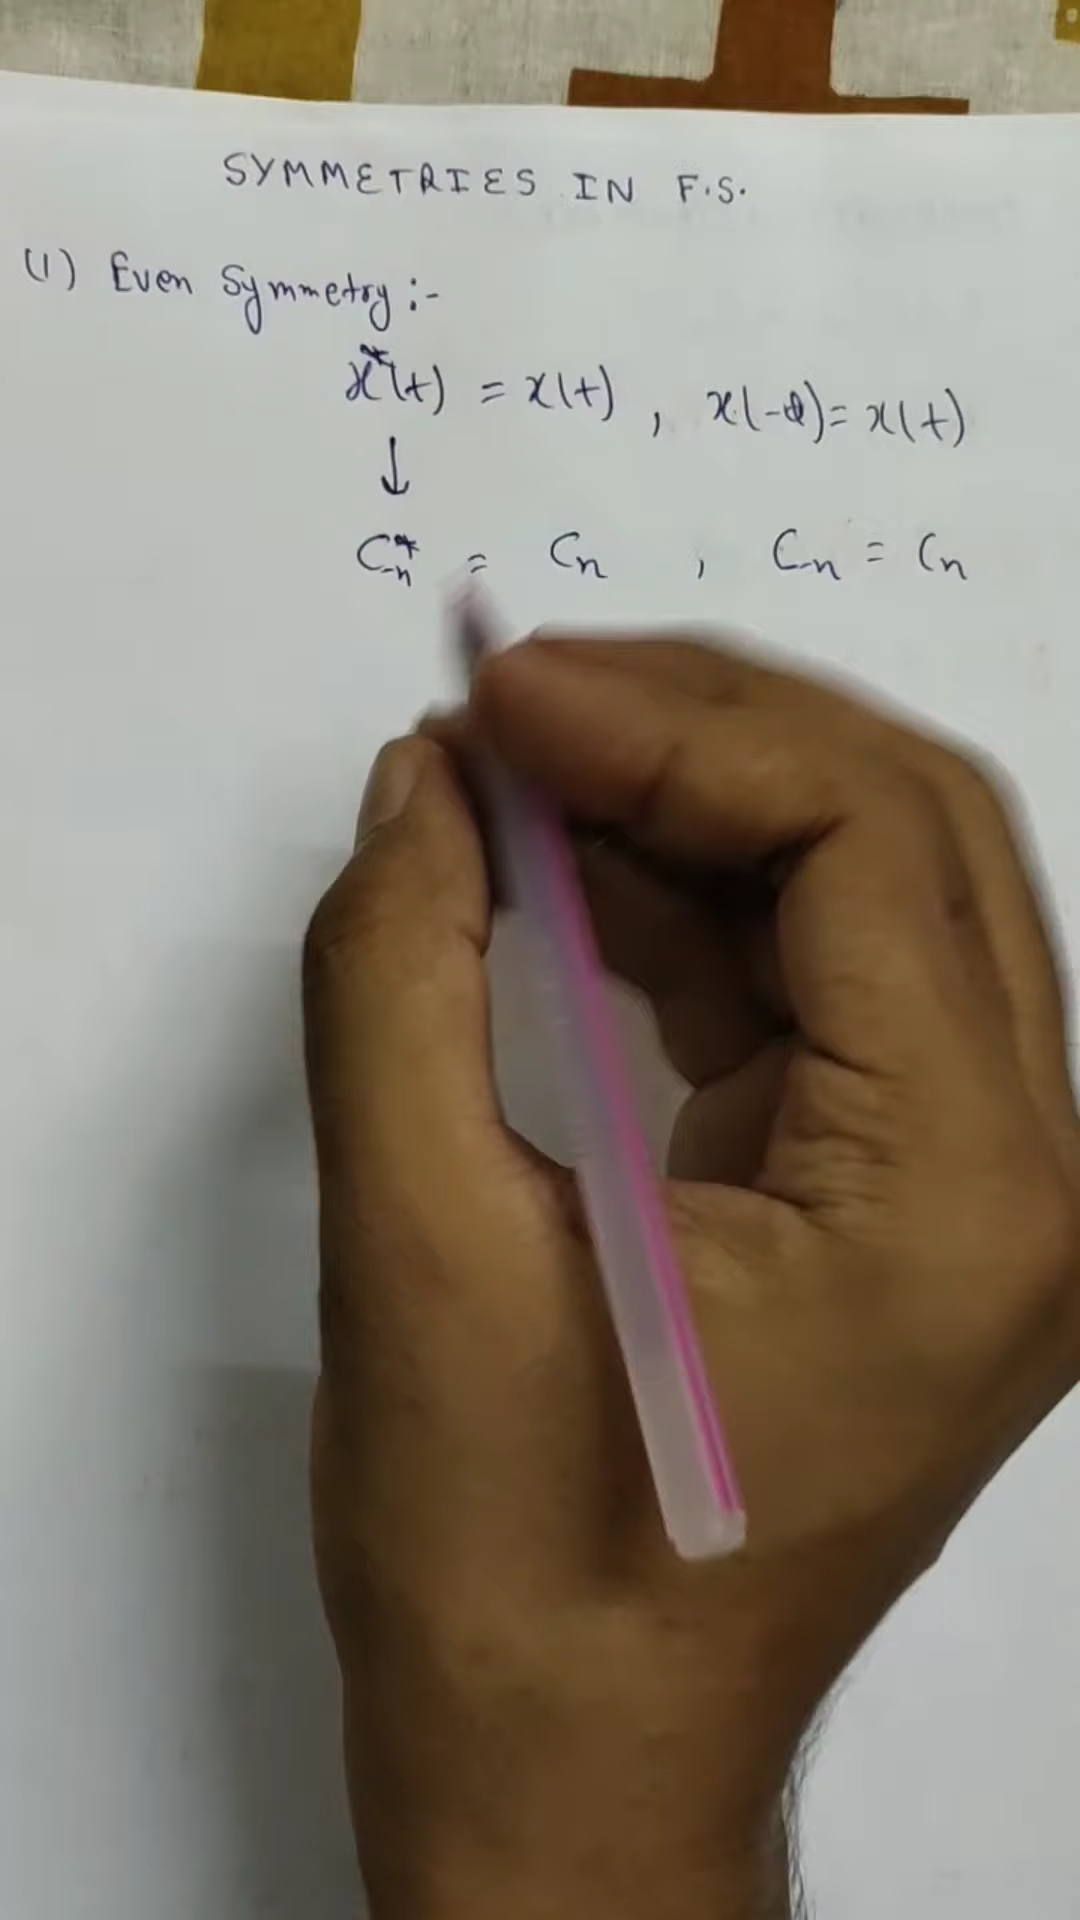 SYMMETRIES IN F.S.
(1) Even Symmetry :-
x*(t) = x(t) , x(-t) = x(t)
↓
C*-n = Cn , C-n = Cn